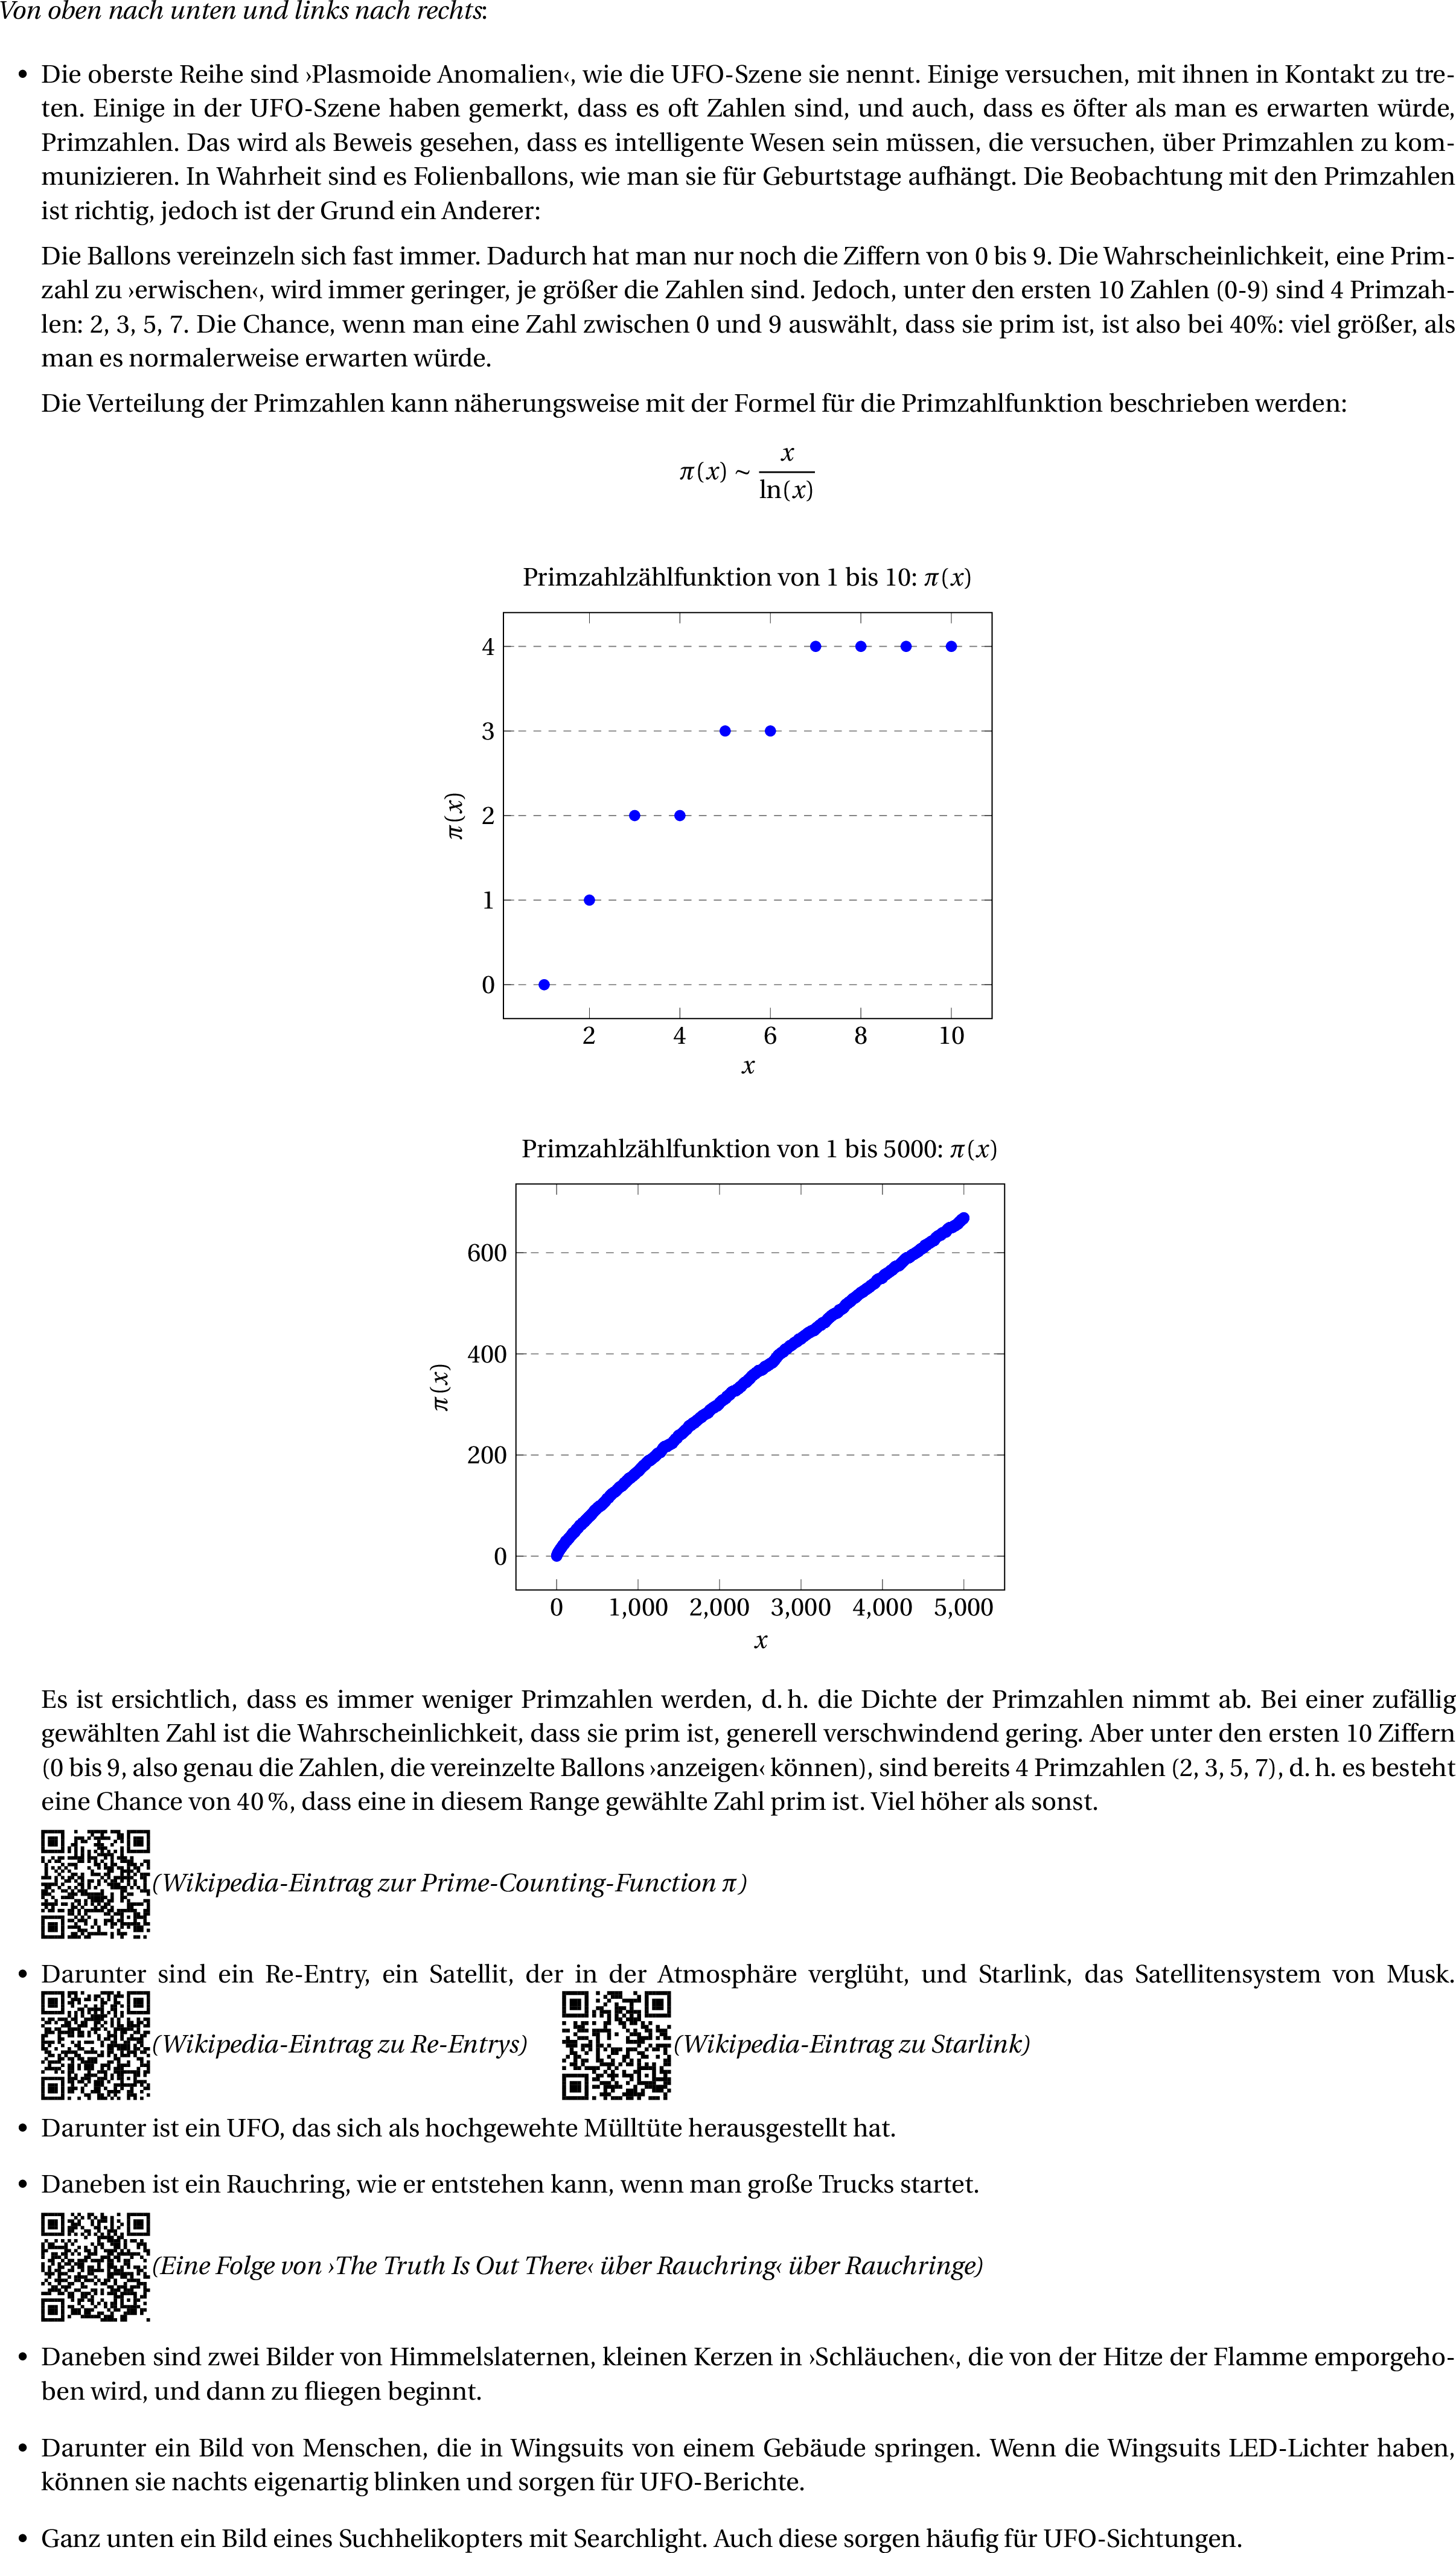 Von oben nach unten und links nach rechts:
• Die oberste Reihe sind ›Plasmoide Anomalien‹, wie die UFO-Szene sie nennt. Einige versuchen, mit ihnen in Kontakt zu tre-
ten. Einige in der UFO-Szene haben gemerkt, dass es oft Zahlen sind, und auch, dass es öfter als man es erwarten würde,
Primzahlen. Das wird als Beweis gesehen, dass es intelligente Wesen sein müssen, die versuchen, über Primzahlen zu kom-
munizieren. In Wahrheit sind es Folienballons, wie man sie für Geburtstage aufhängt. Die Beobachtung mit den Primzahlen
ist richtig, jedoch ist der Grund ein Anderer:
Die Ballons vereinzeln sich fast immer. Dadurch hat man nur noch die Ziffern von 0 bis 9. Die Wahrscheinlichkeit, eine Prim-
zahl zu ›erwischen‹, wird immer geringer, je größer die Zahlen sind. Jedoch, unter den ersten 10 Zahlen (0-9) sind 4 Primzah-
len: 2, 3, 5, 7. Die Chance, wenn man eine Zahl zwischen 0 und 9 auswählt, dass sie prim ist, ist also bei 40%: viel größer, als
man es normalerweise erwarten würde.
Die Verteilung der Primzahlen kann näherungsweise mit der Formel für die Primzahlfunktion beschrieben werden:
π(x) ~ x / ln(x)
Primzahlzählfunktion von 1 bis 10: π(x)
4
3
2
1
0
π(x)
2 4 6 8 10
x
Primzahlzählfunktion von 1 bis 5000: π(x)
600
400
200
0
π(x)
0 1,000 2,000 3,000 4,000 5,000
x
Es ist ersichtlich, dass es immer weniger Primzahlen werden, d. h. die Dichte der Primzahlen nimmt ab. Bei einer zufällig
gewählten Zahl ist die Wahrscheinlichkeit, dass sie prim ist, generell verschwindend gering. Aber unter den ersten 10 Ziffern
(0 bis 9, also genau die Zahlen, die vereinzelte Ballons ›anzeigen‹ können), sind bereits 4 Primzahlen (2, 3, 5, 7), d. h. es besteht
eine Chance von 40 %, dass eine in diesem Range gewählte Zahl prim ist. Viel höher als sonst.
(Wikipedia-Eintrag zur Prime-Counting-Function π)
• Darunter sind ein Re-Entry, ein Satellit, der in der Atmosphäre verglüht, und Starlink, das Satellitensystem von Musk.
(Wikipedia-Eintrag zu Re-Entrys) (Wikipedia-Eintrag zu Starlink)
• Darunter ist ein UFO, das sich als hochgewehte Mülltüte herausgestellt hat.
• Daneben ist ein Rauchring, wie er entstehen kann, wenn man große Trucks startet.
(Eine Folge von ›The Truth Is Out There‹ über Rauchring‹ über Rauchringe)
• Daneben sind zwei Bilder von Himmelslaternen, kleinen Kerzen in ›Schläuchen‹, die von der Hitze der Flamme emporgeho-
ben wird, und dann zu fliegen beginnt.
• Darunter ein Bild von Menschen, die in Wingsuits von einem Gebäude springen. Wenn die Wingsuits LED-Lichter haben,
können sie nachts eigenartig blinken und sorgen für UFO-Berichte.
• Ganz unten ein Bild eines Suchhelikopters mit Searchlight. Auch diese sorgen häufig für UFO-Sichtungen.